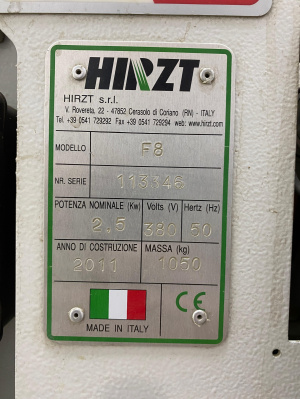 HIRZT
HIRZT s.r.l.
V. Rovereta, 22 - 47852 Cerasolo di Coriano (RN) - ITALY
Tel. +39 0541 729292 Fax +39 0541 729294 web: www.hirzt.com
MODELLO F8
NR. SERIE 113346
POTENZA NOMINALE (Kw) Volts (V) Hertz (Hz)
2.5 380 50
ANNO DI COSTRUZIONE MASSA (kg)
2011 1050
CE
MADE IN ITALY